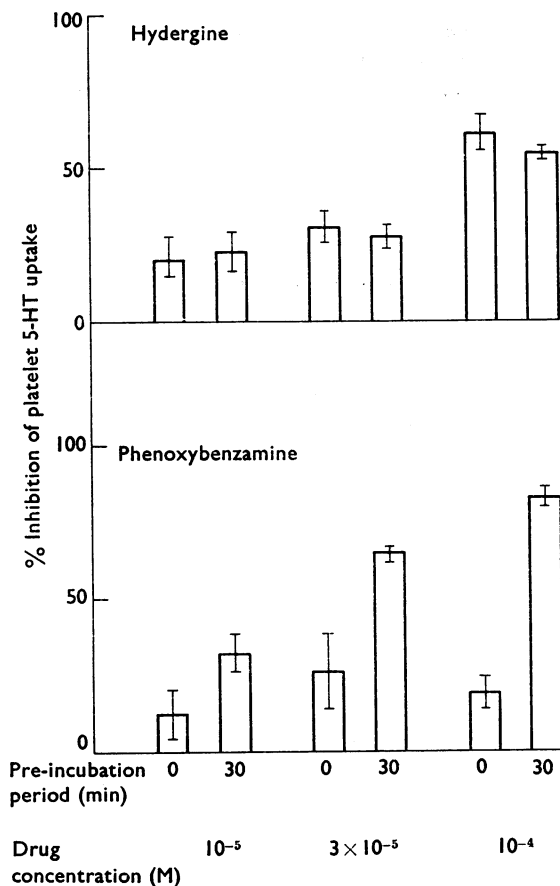 100
Hydergine
50
0
% Inhibition of platelet 5-HT uptake
100
Phenoxybenzamine
50
0
Pre-incubation 0 30 0 30 0 30
period (min)
Drug 10⁻⁵ 3 × 10⁻⁵ 10⁻⁴
concentration (M)